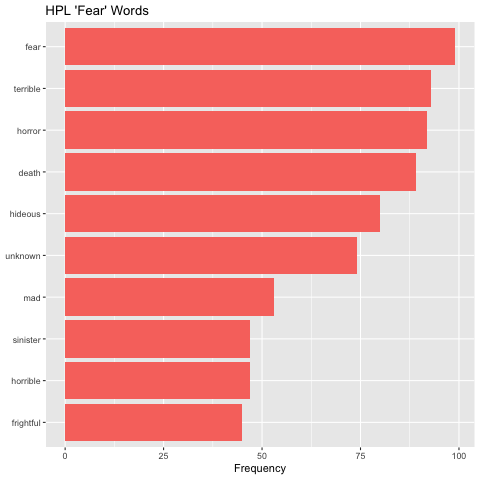 HPL 'Fear' Words
fear
terrible
horror
death
hideous
unknown
mad
sinister
horrible
frightful
0 25 50 75 100
Frequency